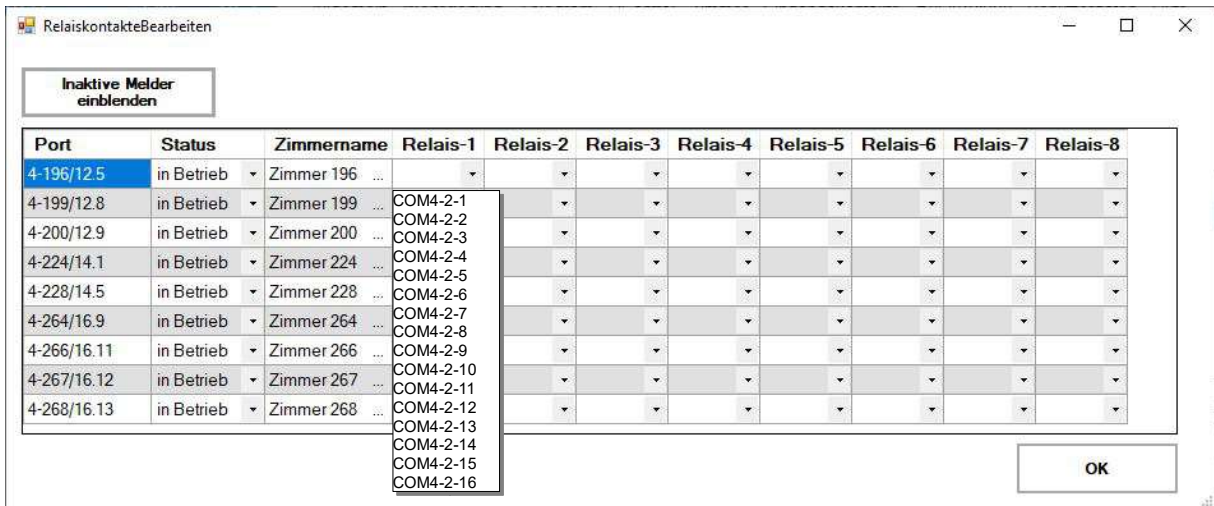 RelaiskontakteBearbeiten
Inaktive Melder
einblenden
Port Status Zimmername Relais-1 Relais-2 Relais-3 Relais-4 Relais-5 Relais-6 Relais-7 Relais-8
4-196/12.5 in Betrieb Zimmer 196 ...
4-199/12.8 in Betrieb Zimmer 199 ...
4-200/12.9 in Betrieb Zimmer 200 ...
4-224/14.1 in Betrieb Zimmer 224 ...
4-228/14.5 in Betrieb Zimmer 228 ...
4-264/16.9 in Betrieb Zimmer 264 ...
4-266/16.11 in Betrieb Zimmer 266 ...
4-267/16.12 in Betrieb Zimmer 267 ...
4-268/16.13 in Betrieb Zimmer 268 ...
COM4-2-1
COM4-2-2
COM4-2-3
COM4-2-4
COM4-2-5
COM4-2-6
COM4-2-7
COM4-2-8
COM4-2-9
COM4-2-10
COM4-2-11
COM4-2-12
COM4-2-13
COM4-2-14
COM4-2-15
COM4-2-16
OK